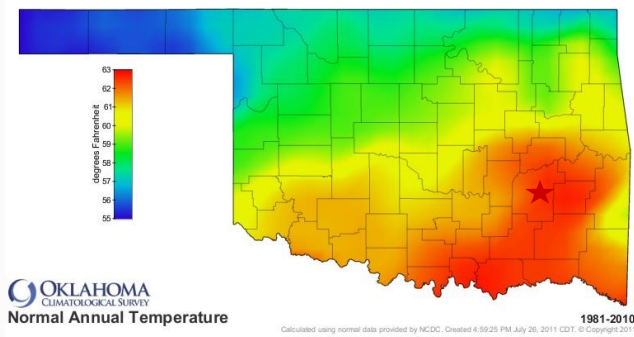 63
62
61
60
59
58
57
56
55
degrees Fahrenheit
OKLAHOMA
CLIMATOLOGICAL SURVEY
Normal Annual Temperature
1981-2010
Calculated using normal data provided by NCDC. Created 4:59:25 PM July 26, 2011 CDT. © Copyright 2011